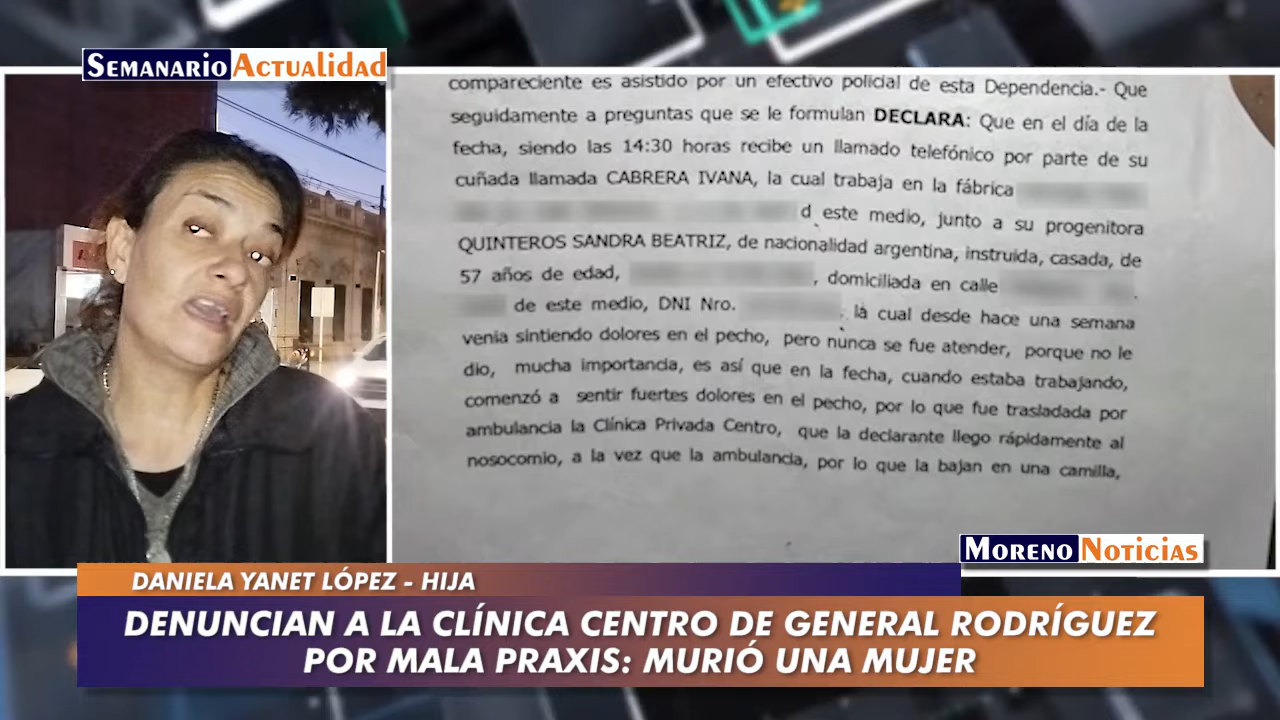 SEMANARIO ACTUALIDAD
compareciente es asistido por un efectivo policial de esta Dependencia.- Que
seguidamente a preguntas que se le formulan DECLARA: Que en el día de la
fecha, siendo las 14:30 horas recibe un llamado telefónico por parte de su
cuñada llamada CABRERA IVANA, la cual trabaja en la fábrica
d este medio, junto a su progenitora
QUINTEROS SANDRA BEATRIZ, de nacionalidad argentina, instruida, casada, de
57 años de edad, , domiciliada en calle
de este medio, DNI Nro. , la cual desde hace una semana
venia sintiendo dolores en el pecho, pero nunca se fue atender, porque no le
dio, mucha importancia, es así que en la fecha, cuando estaba trabajando,
comenzó a sentir fuertes dolores en el pecho, por lo que fue trasladada por
ambulancia la Clínica Privada Centro, que la declarante llego rápidamente al
nosocomio, a la vez que la ambulancia, por lo que la bajan en una camilla,
MORENO NOTICIAS
DANIELA YANET LÓPEZ - HIJA
DENUNCIAN A LA CLÍNICA CENTRO DE GENERAL RODRÍGUEZ
POR MALA PRAXIS: MURIÓ UNA MUJER